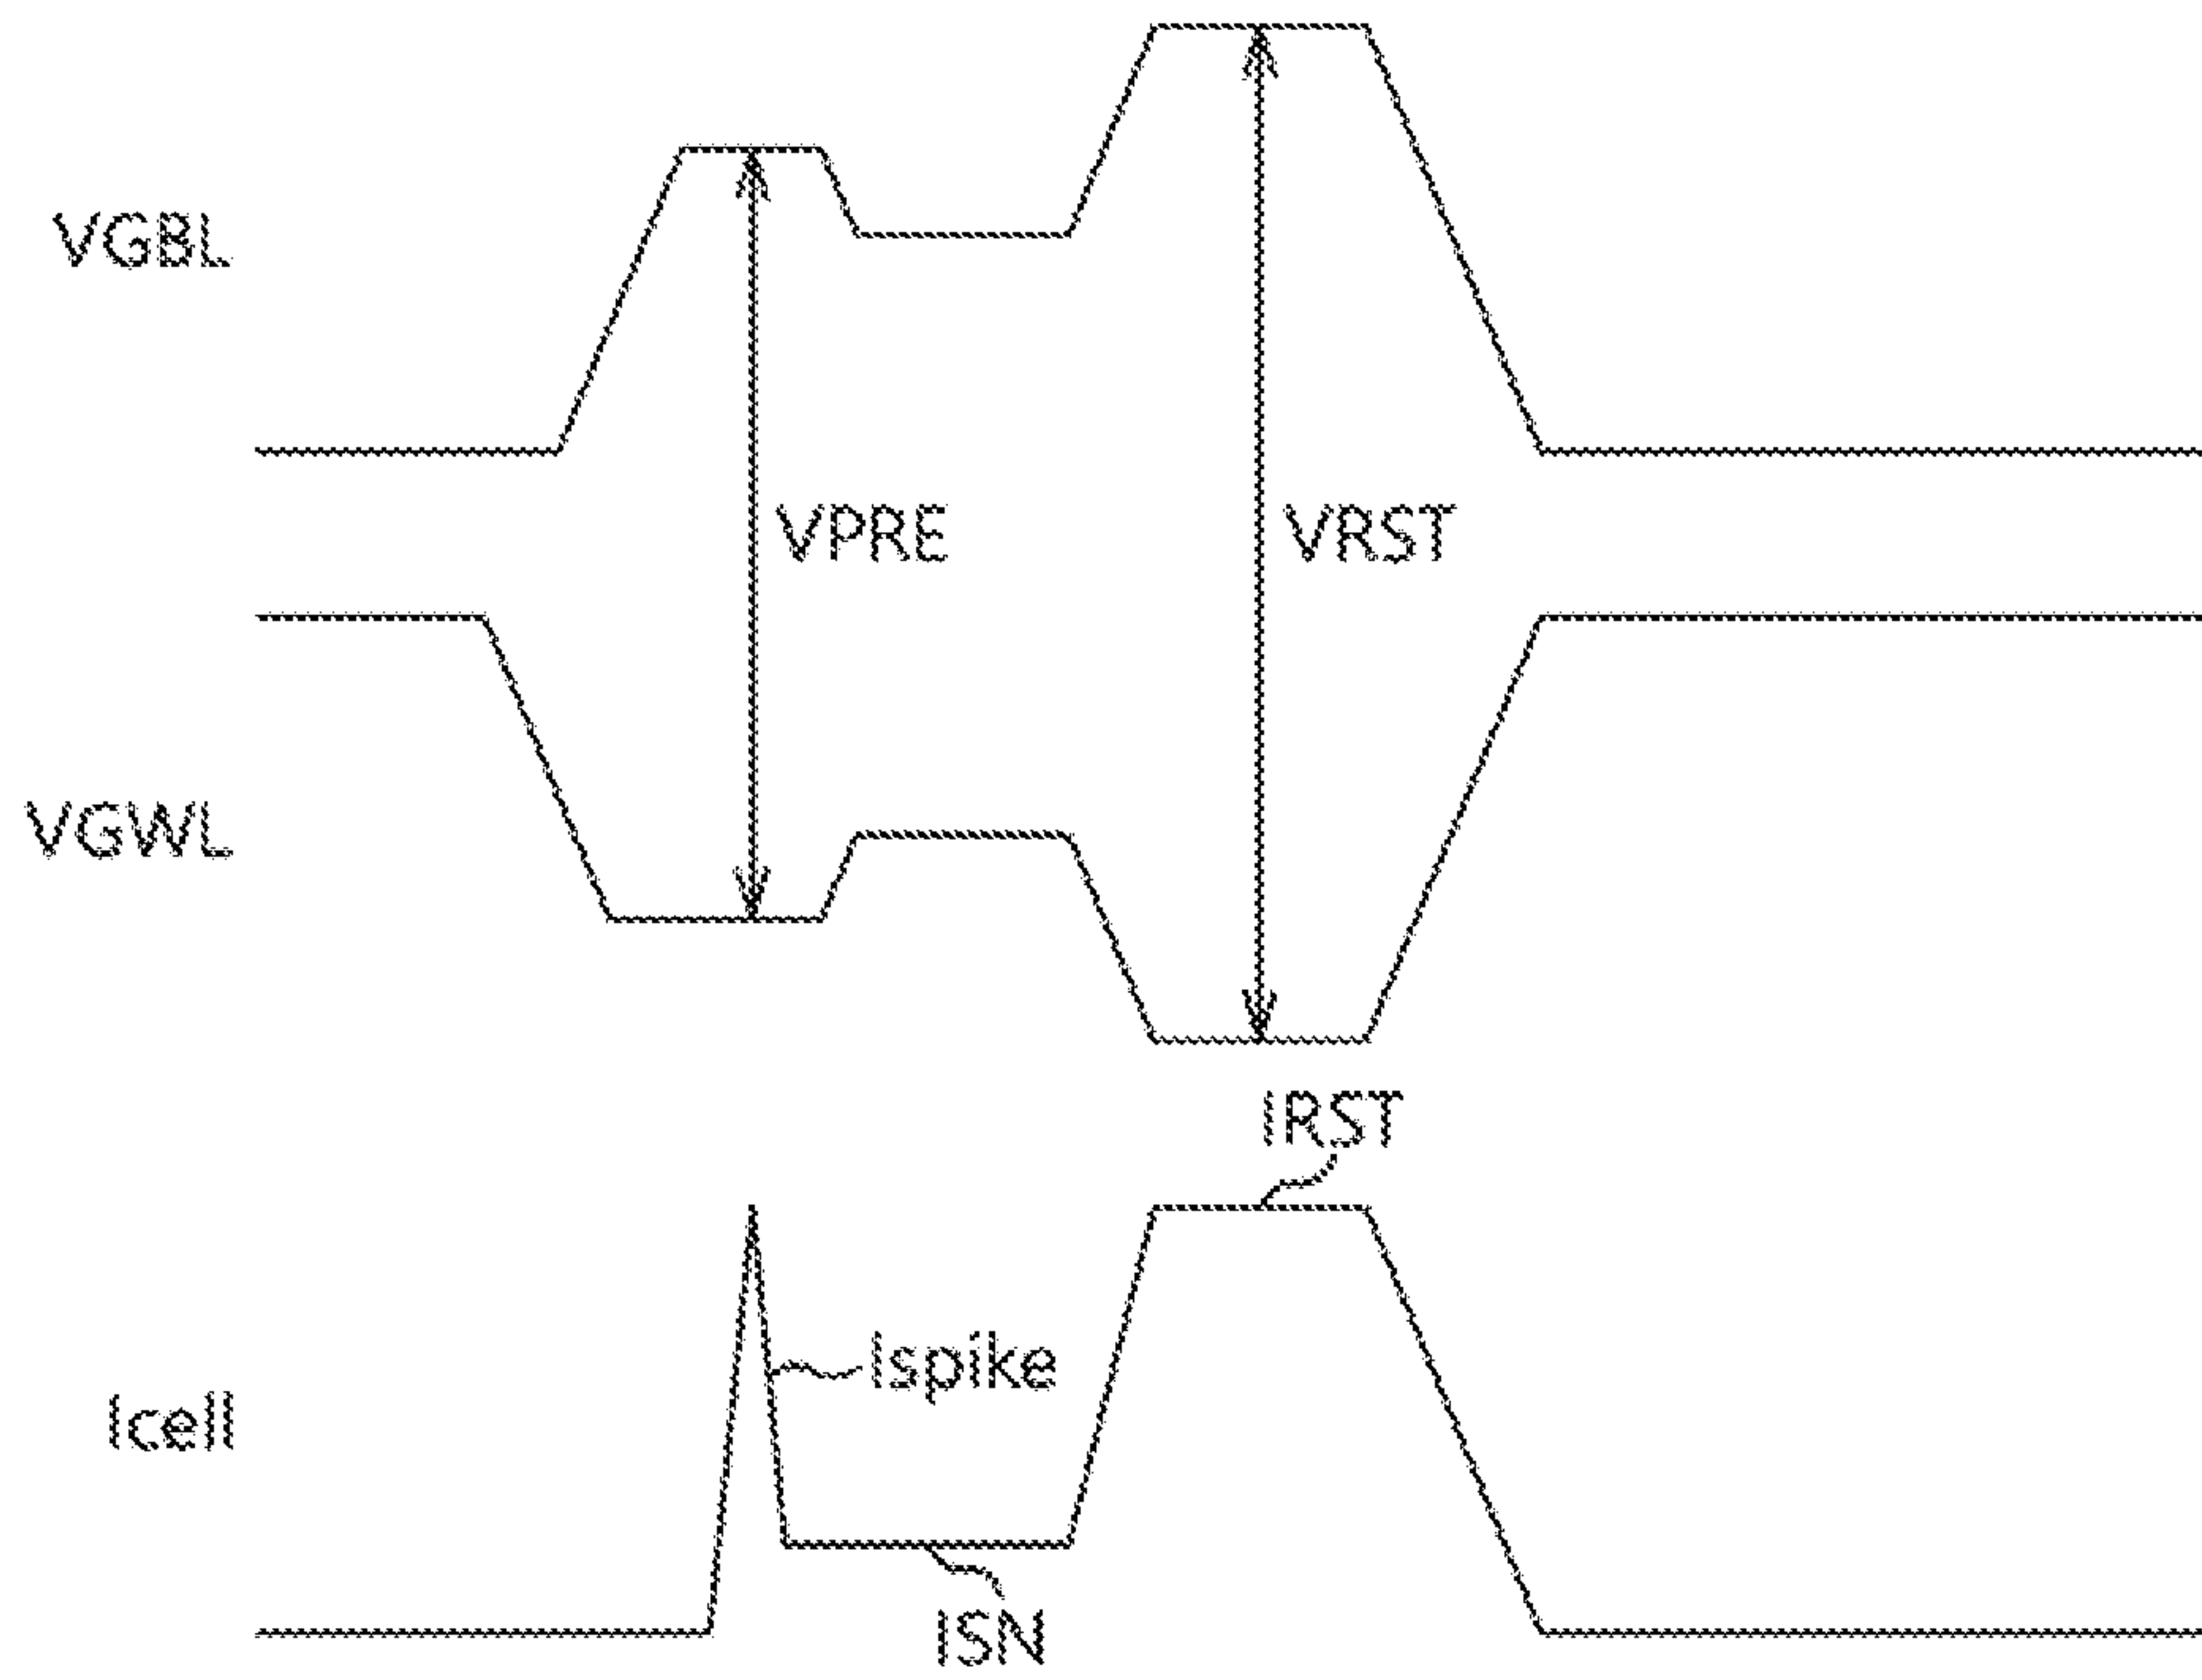 VGBL
VPRE
VRST
VGWL
IRST
Ispike
Icell
ISN